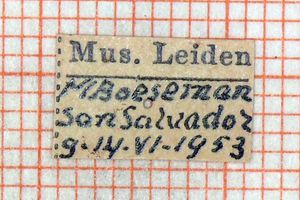 Mus. Leiden
M Boeseman
San Salvador
9-14-VI-1953